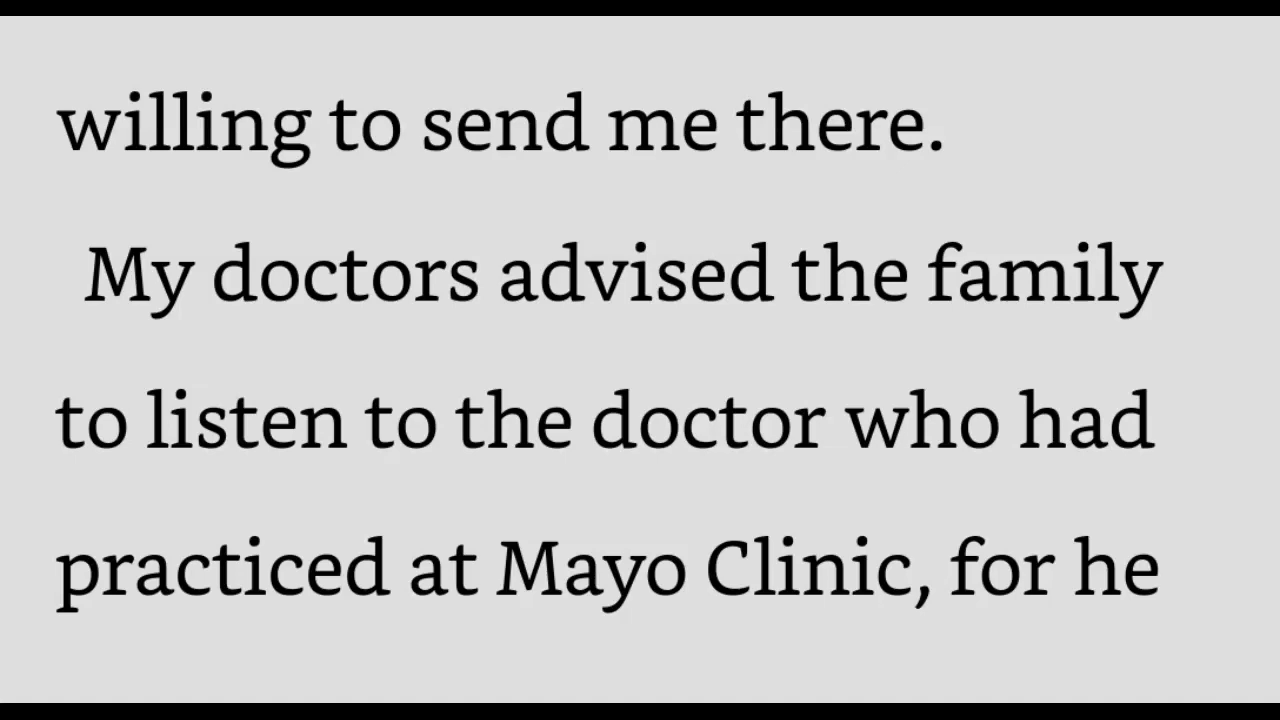 willing to send me there.
My doctors advised the family
to listen to the doctor who had
practiced at Mayo Clinic, for he